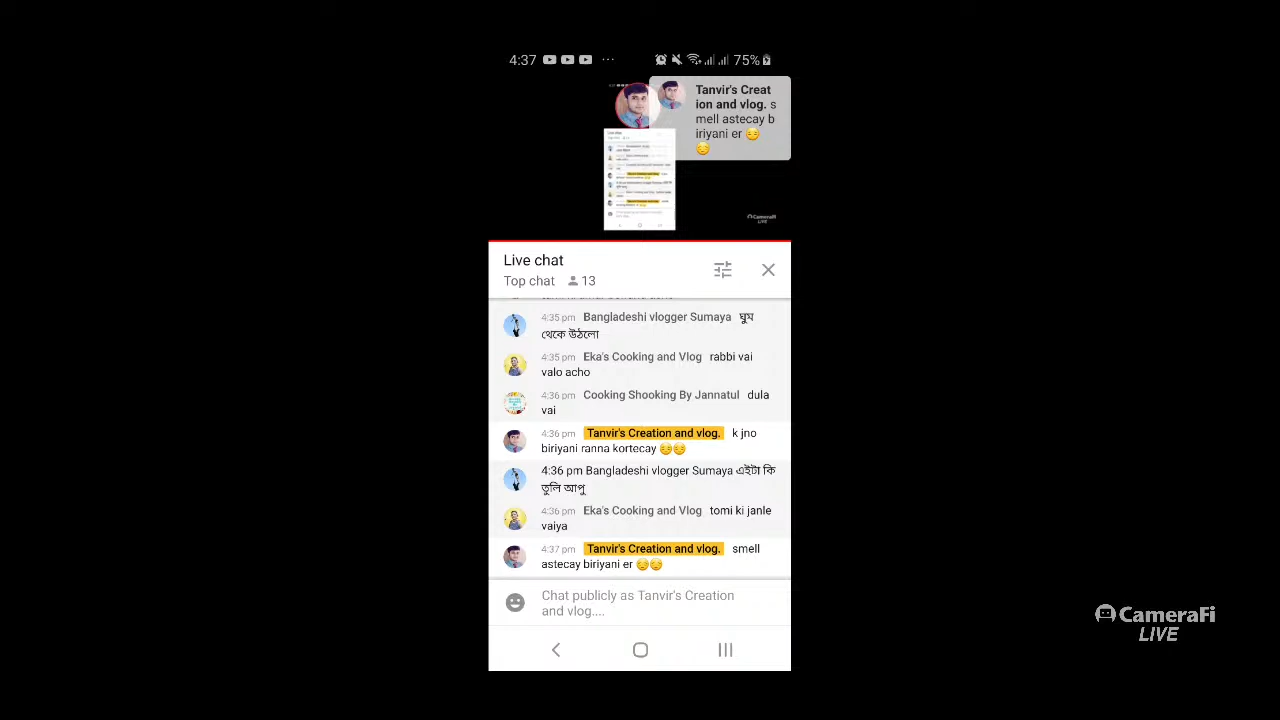 4:37
75%
Tanvir's Creat
ion and vlog. s
mell astecay b
iriyani er 😔
😔
CameraFi
LIVE
Live chat
Top chat 13
4:35 pm Bangladeshi vlogger Sumaya ঘুম
থেকে উঠলো
4:35 pm Eka's Cooking and Vlog rabbi vai
valo acho
4:36 pm Cooking Shooking By Jannatul dula
vai
4:36 pm Tanvir's Creation and vlog. k jno
biriyani ranna kortecay 😔😔
4:36 pm Bangladeshi vlogger Sumaya এইটা কি
তুলি আপু
4:36 pm Eka's Cooking and Vlog tomi ki janle
vaiya
4:37 pm Tanvir's Creation and vlog. smell
astecay biriyani er 😔😔
Chat publicly as Tanvir's Creation
and vlog....
CameraFi
LIVE